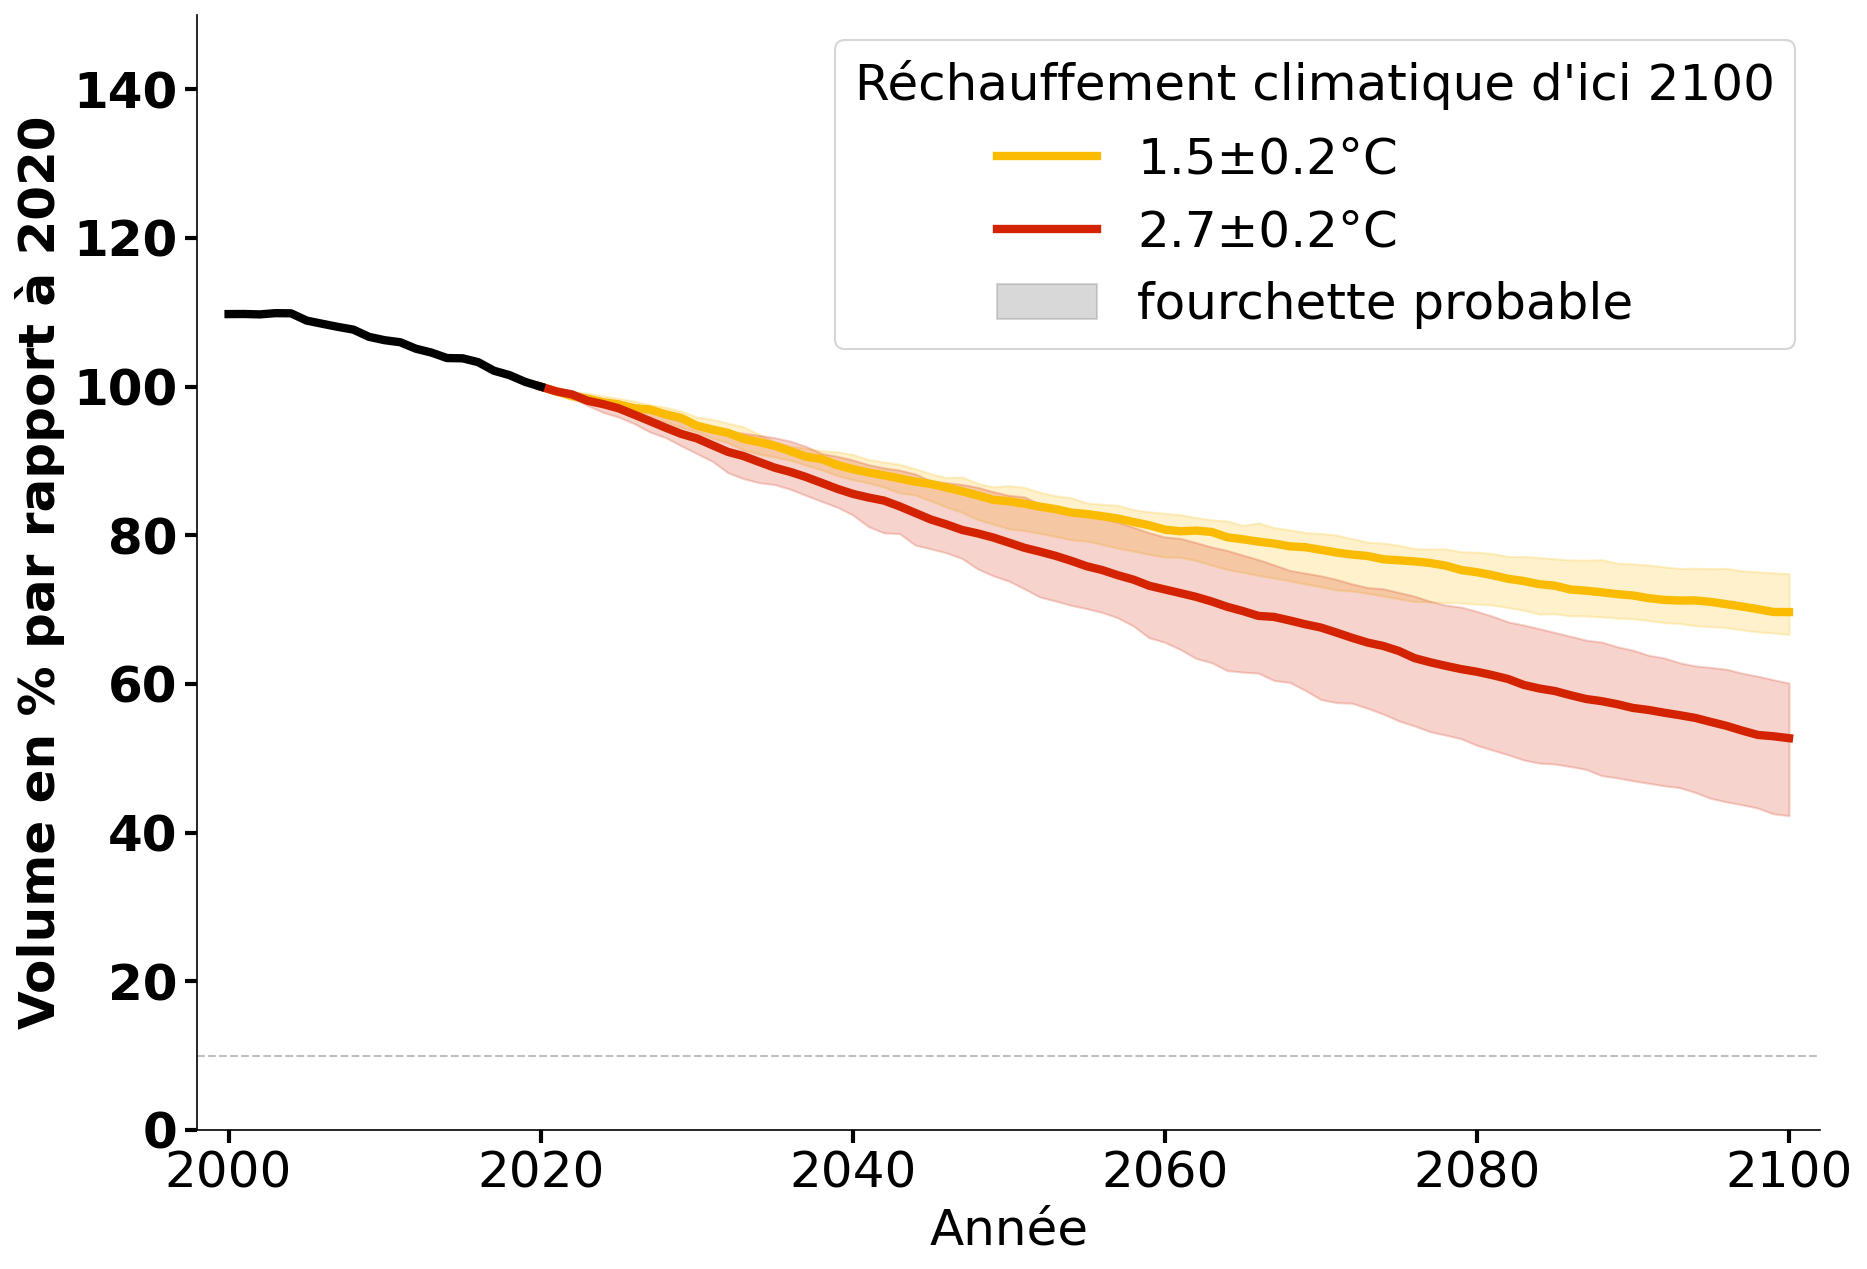 Volume en % par rapport à 2020
140
120
100
80
60
40
20
0
Réchauffement climatique d'ici 2100
1.5±0.2°C
2.7±0.2°C
fourchette probable
2000 2020 2040 2060 2080 2100
Année